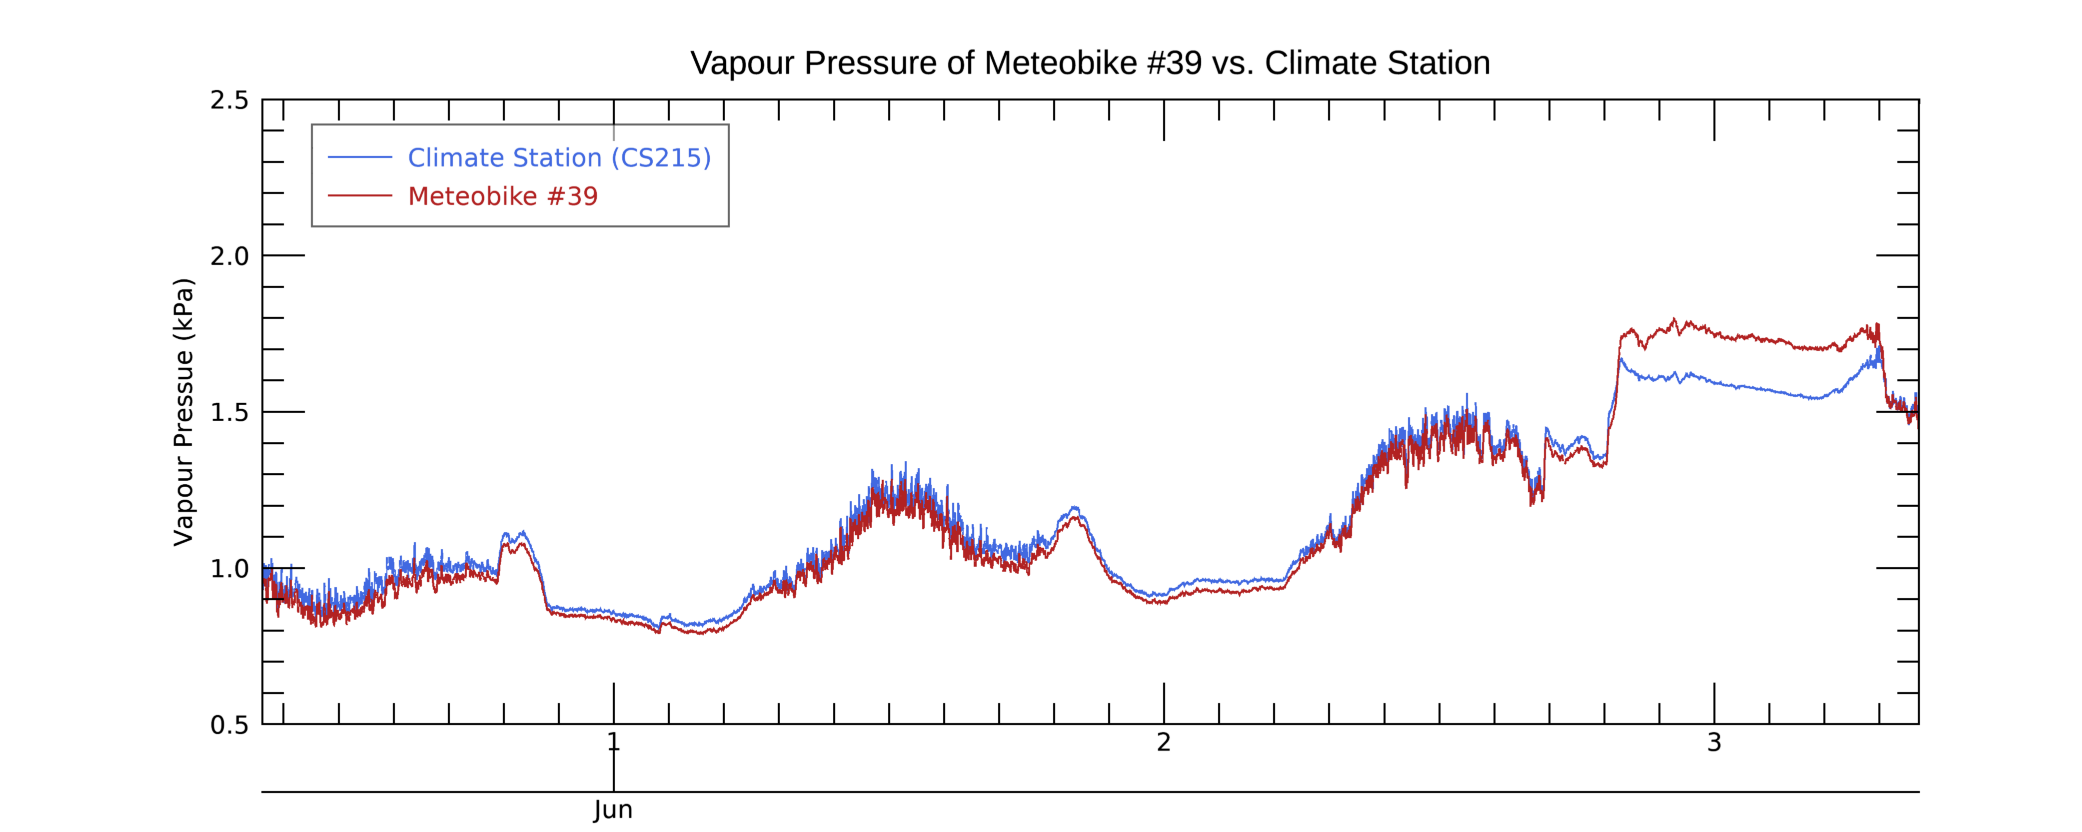 Vapour Pressure of Meteobike #39 vs. Climate Station
2.5
Climate Station (CS215)
Meteobike #39
2.0
Vapour Pressue (kPa)
1.5
1.0
0.5
1 2 3
Jun